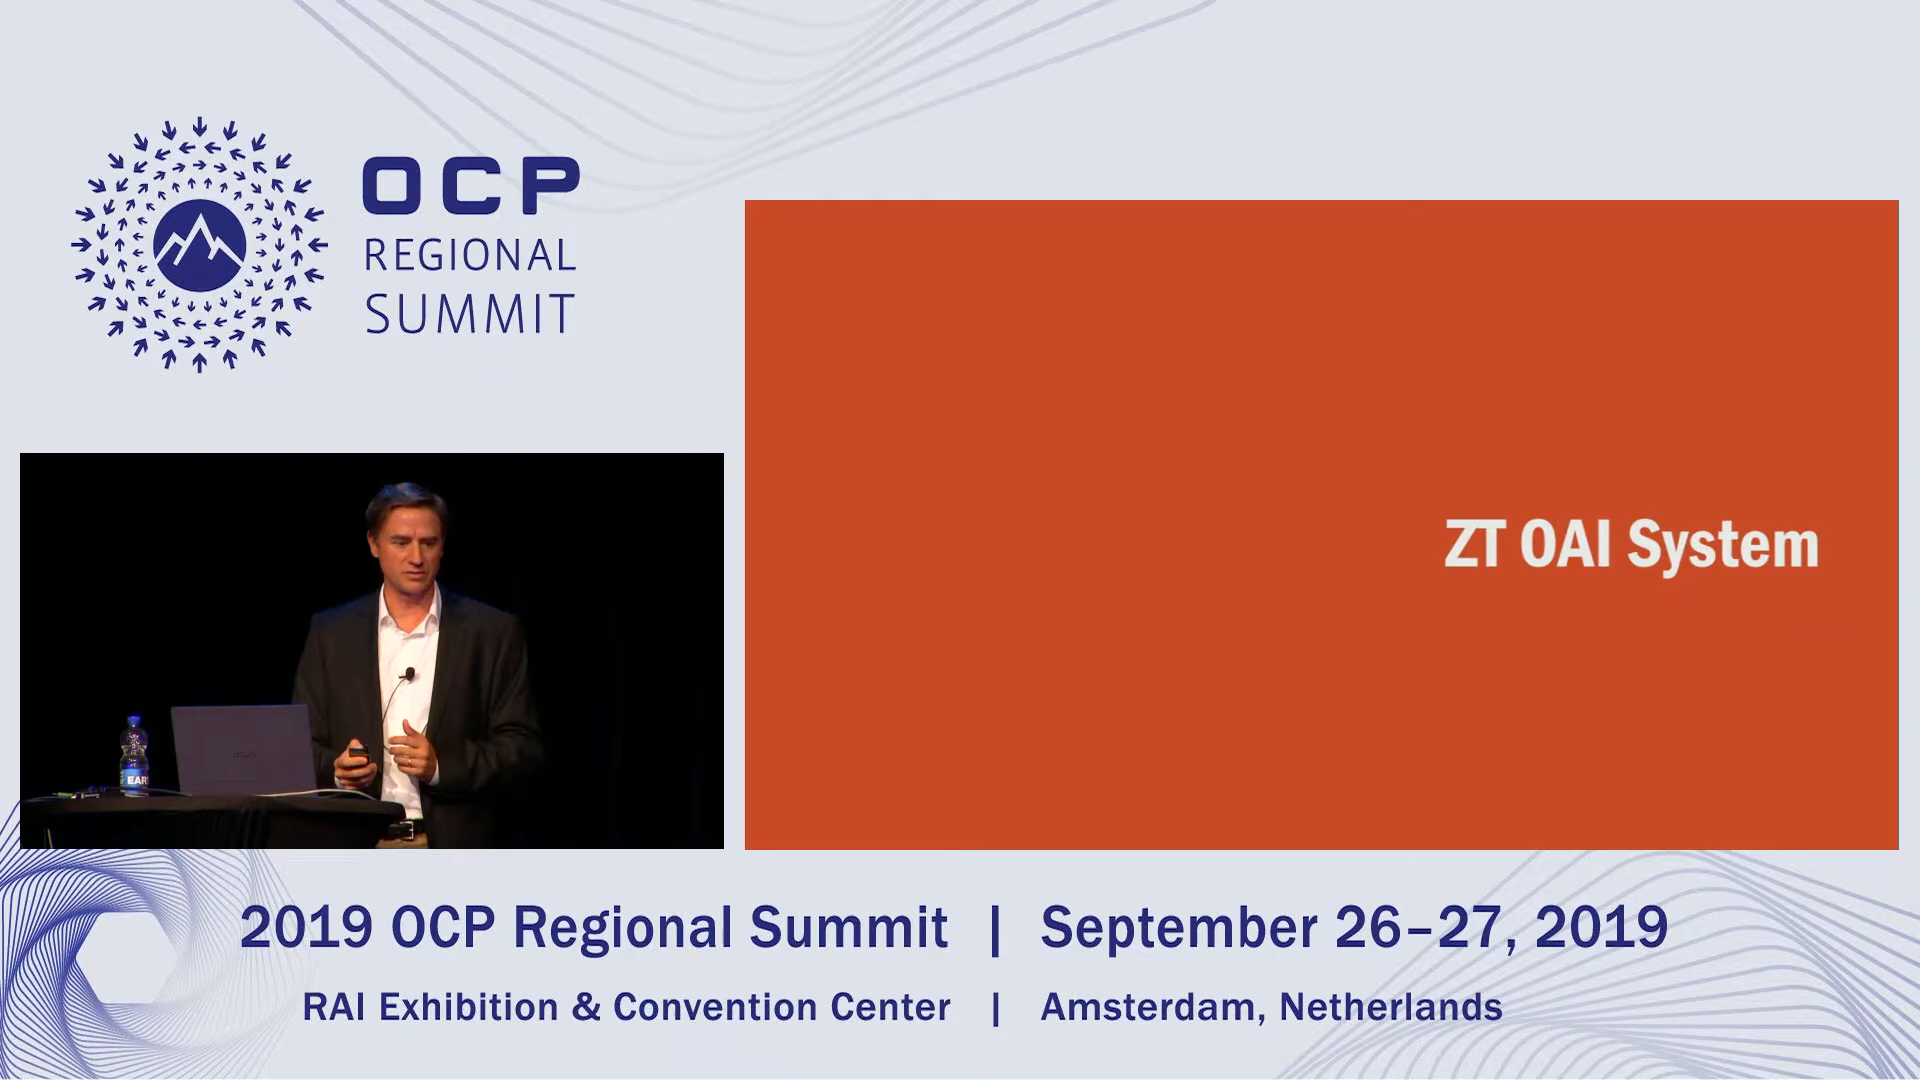 OCP
REGIONAL
SUMMIT
ZT OAI System
EAR
2019 OCP Regional Summit | September 26–27, 2019
RAI Exhibition & Convention Center | Amsterdam, Netherlands